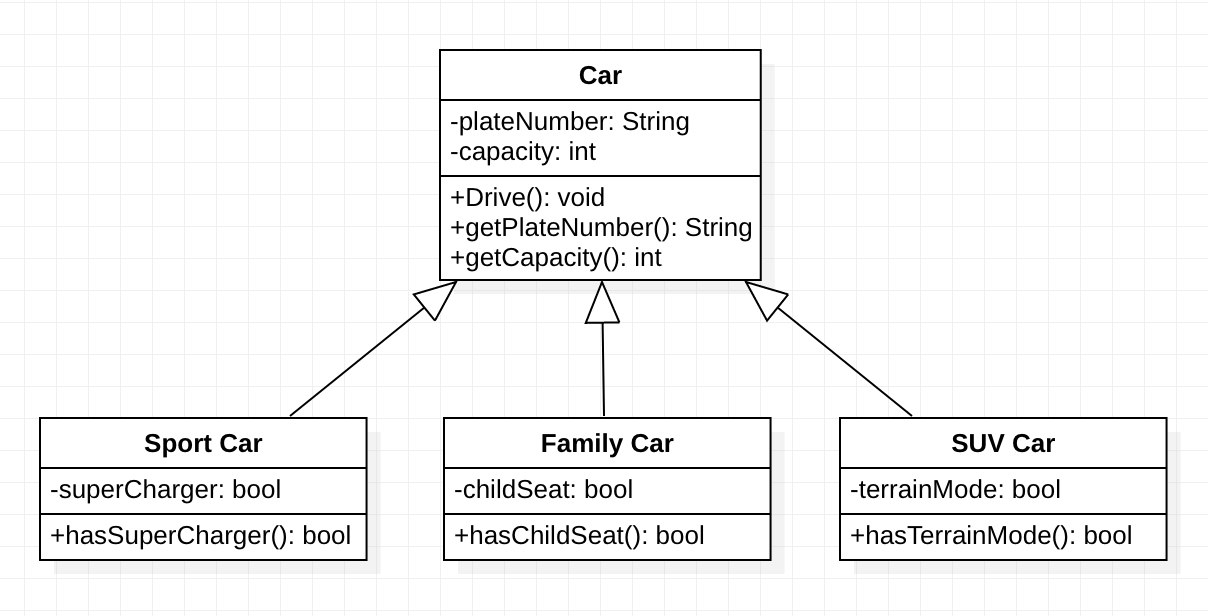 Car
-plateNumber: String
-capacity: int
+Drive(): void
+getPlateNumber(): String
+getCapacity(): int
Sport Car
-superCharger: bool
+hasSuperCharger(): bool
Family Car
-childSeat: bool
+hasChildSeat(): bool
SUV Car
-terrainMode: bool
+hasTerrainMode(): bool